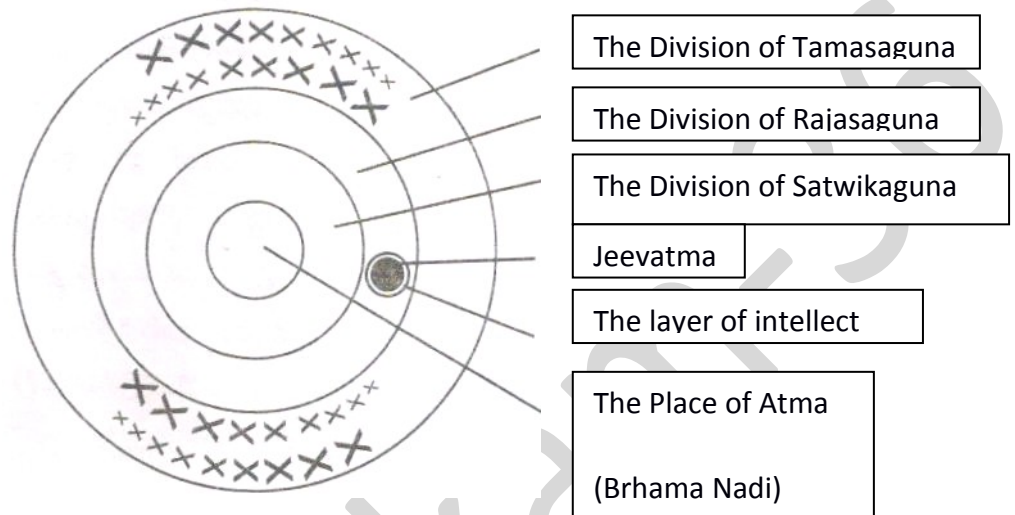 The Division of Tamasaguna
The Division of Rajasaguna
The Division of Satwikaguna
Jeevatma
The layer of intellect
The Place of Atma
(Brhama Nadi)